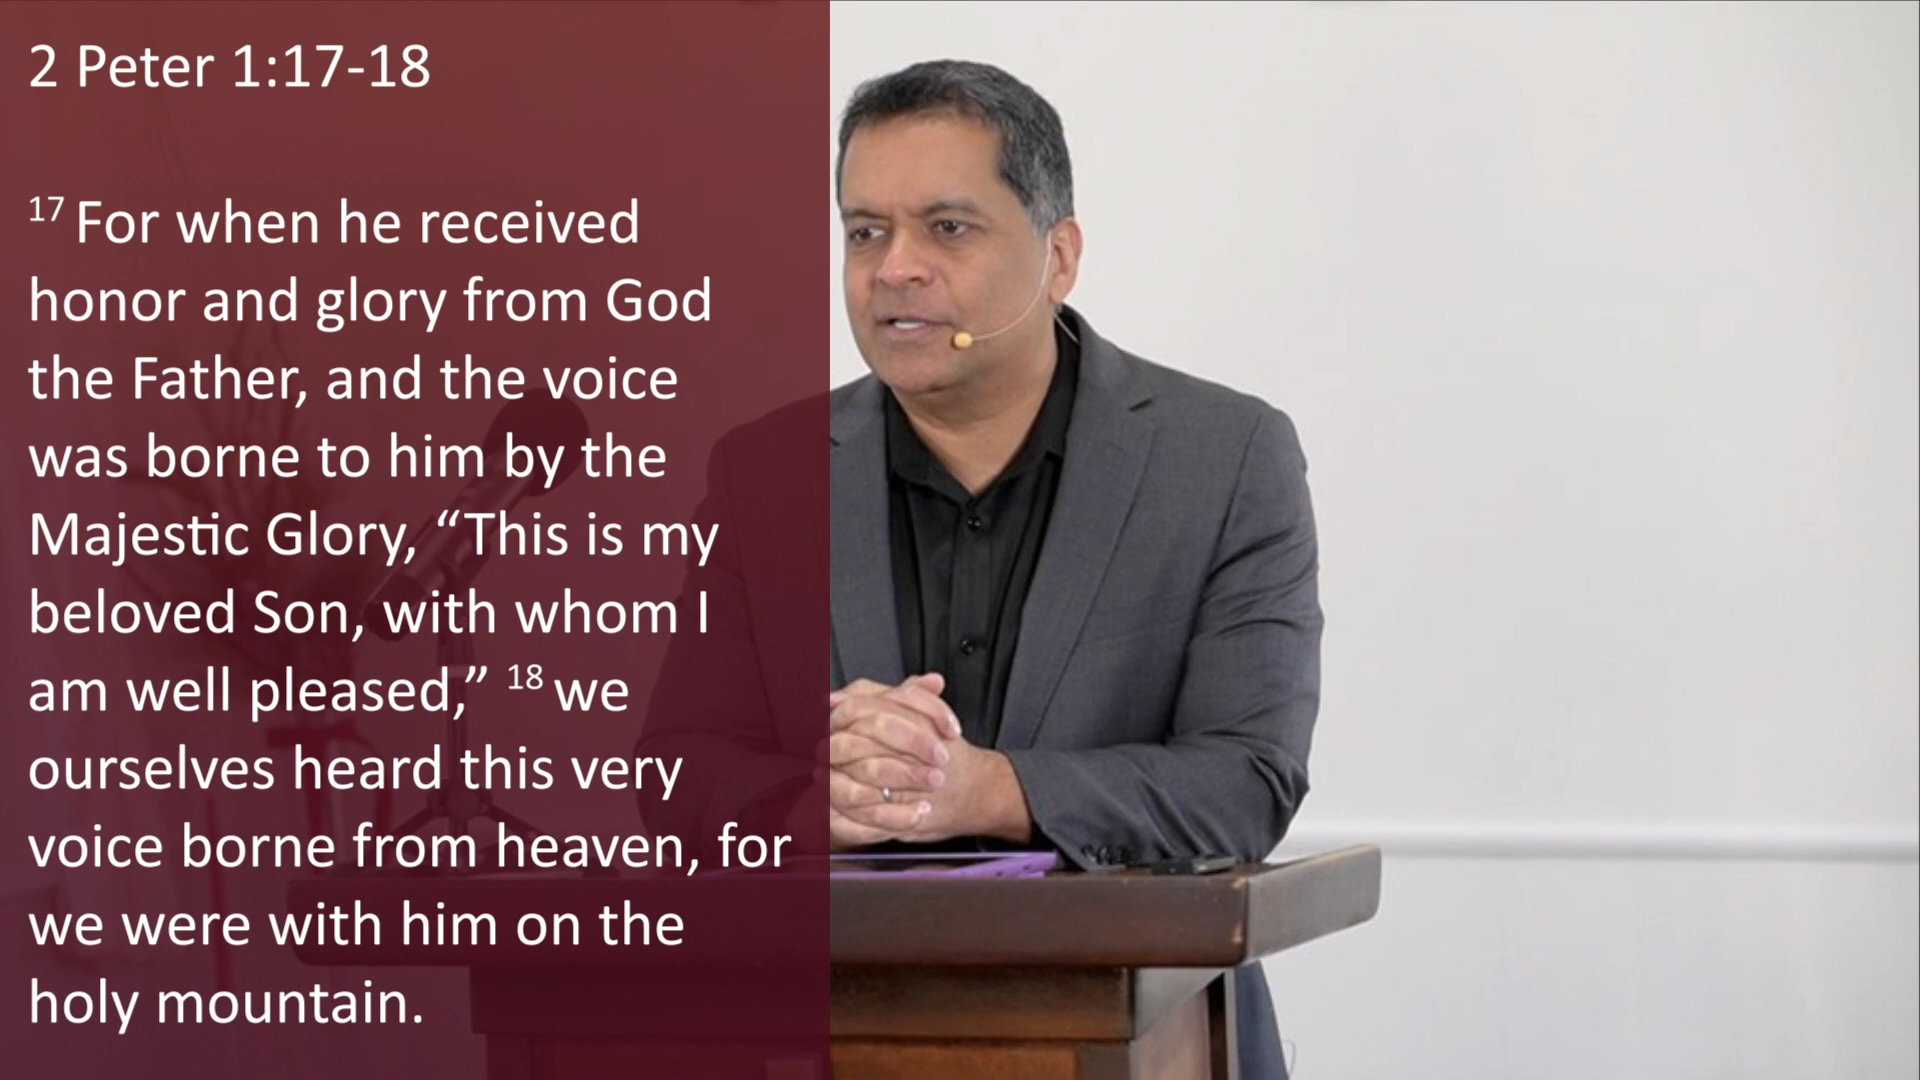 2 Peter 1:17-18
17 For when he received
honor and glory from God
the Father, and the voice
was borne to him by the
Majestic Glory, “This is my
beloved Son, with whom I
am well pleased,” 18 we
ourselves heard this very
voice borne from heaven, for
we were with him on the
holy mountain.